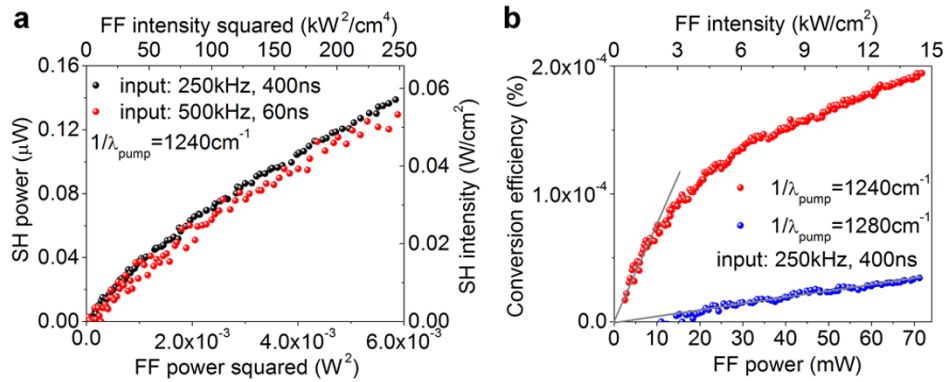 a
FF intensity squared (kW²/cm⁴)
0 50 100 150 200 250
0.16
0.12
0.08
0.04
0.00
SH power (μW)
input: 250kHz, 400ns
input: 500kHz, 60ns
1/λpump=1240cm⁻¹
0.06
0.04
0.02
0.00
SH intensity (W/cm²)
0.0 2.0x10⁻³ 4.0x10⁻³ 6.0x10⁻³
FF power squared (W²)
b
FF intensity (kW/cm²)
0 3 6 9 12 15
2.0x10⁻⁴
1.0x10⁻⁴
0.0
Conversion efficiency (%)
1/λpump=1240cm⁻¹
1/λpump=1280cm⁻¹
input: 250kHz, 400ns
0 10 20 30 40 50 60 70
FF power (mW)